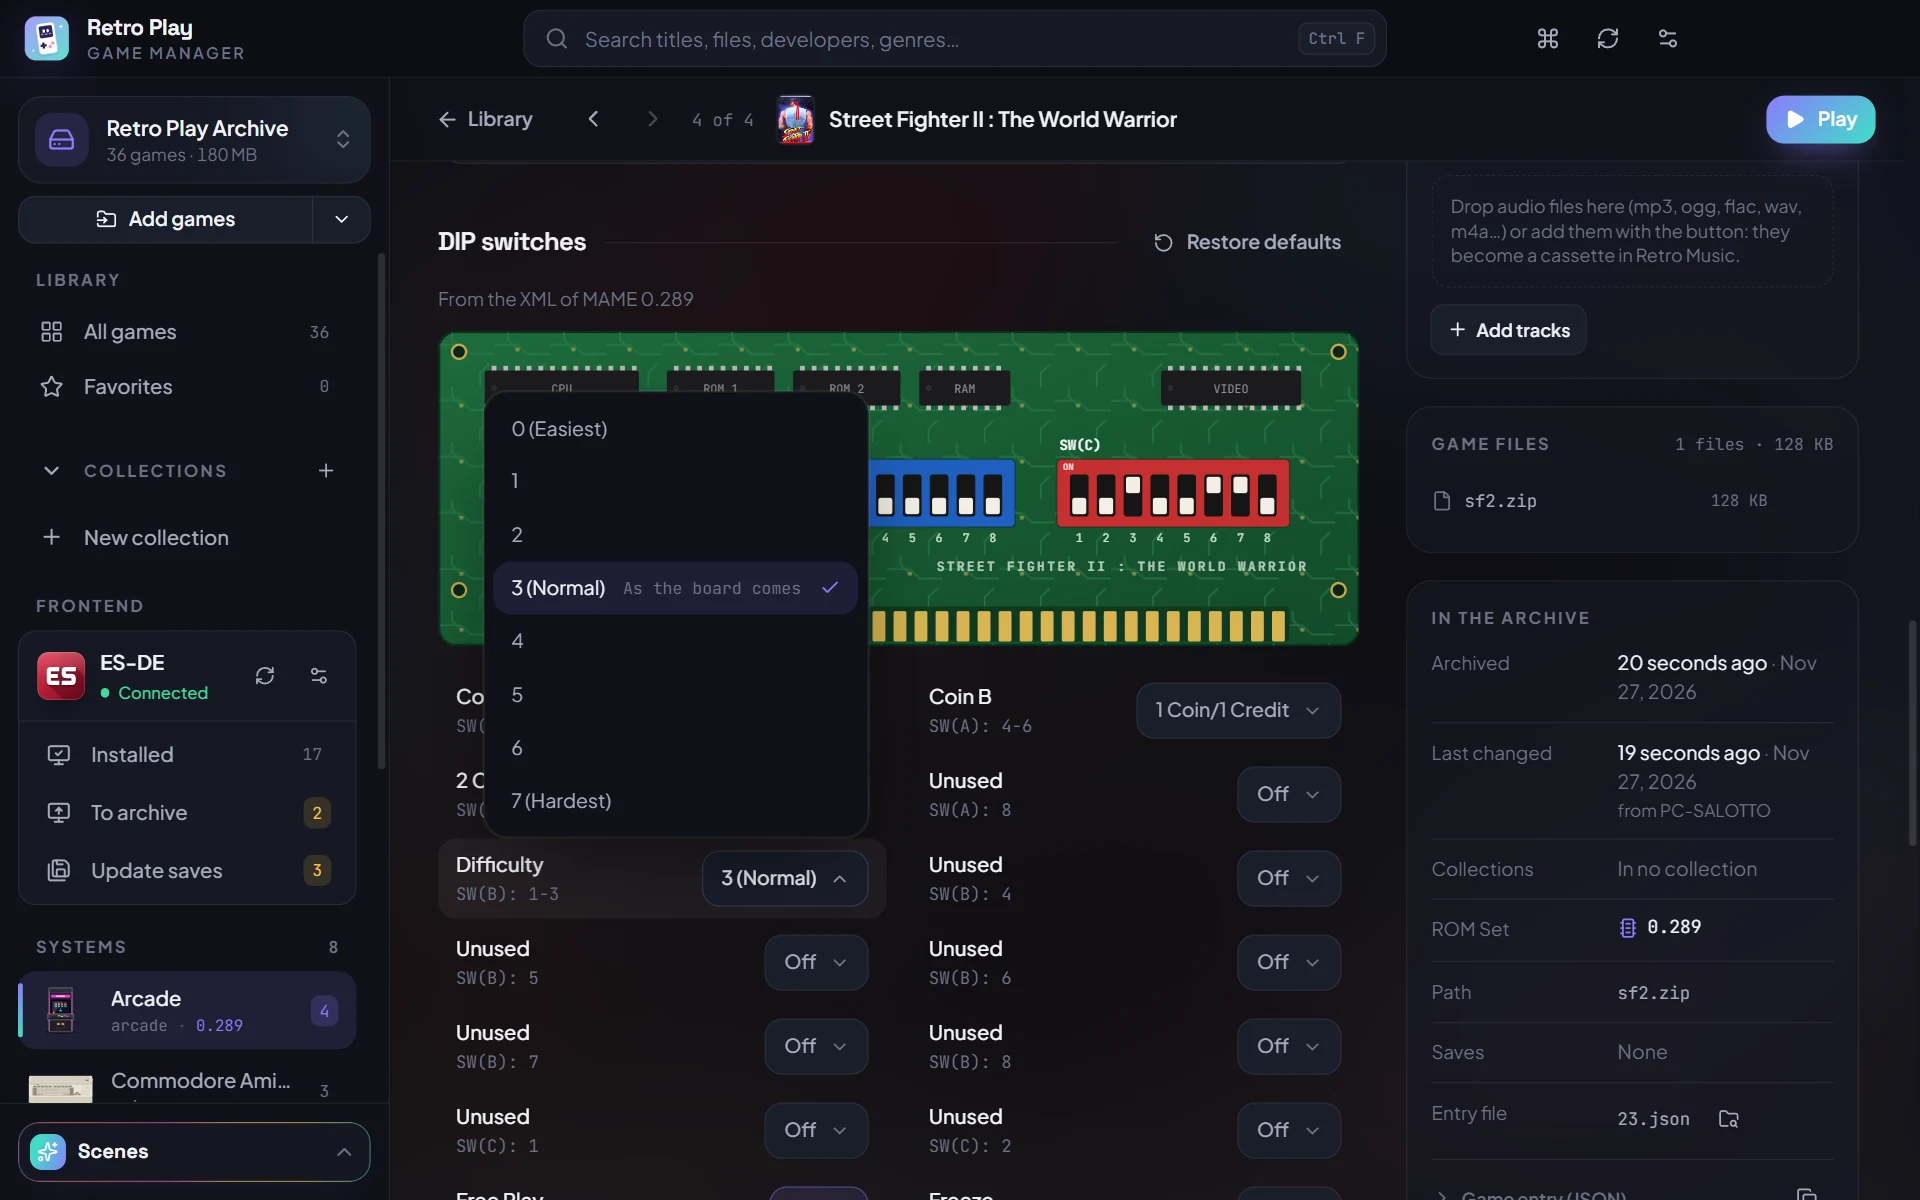 Retro Play
GAME MANAGER
Search titles, files, developers, genres…
Ctrl F
Retro Play Archive
36 games · 180 MB
Add games
LIBRARY
All games 36
Favorites 0
COLLECTIONS
New collection
FRONTEND
ES
ES-DE
Connected
Installed 17
To archive 2
Update saves 3
SYSTEMS 8
Arcade
arcade · 0.289
4
Commodore Ami…
3
Scenes
Library
4 of 4
Street Fighter II : The World Warrior
Play
DIP switches
Restore defaults
From the XML of MAME 0.289
CPU
ROM 1
ROM 2
RAM
VIDEO
SW(C)
ON
4 5 6 7 8
1 2 3 4 5 6 7 8
STREET FIGHTER II : THE WORLD WARRIOR
0 (Easiest)
1
2
3 (Normal) As the board comes
4
5
6
7 (Hardest)
Co
SW(
Coin B
SW(A): 4-6
1 Coin/1 Credit
2 C
SW(
Unused
SW(A): 8
Off
Difficulty
SW(B): 1-3
3 (Normal)
Unused
SW(B): 4
Off
Unused
SW(B): 5
Off
Unused
SW(B): 6
Off
Unused
SW(B): 7
Off
Unused
SW(B): 8
Off
Unused
SW(C): 1
Off
Unused
SW(C): 2
Off
Free Play
Freeze
Drop audio files here (mp3, ogg, flac, wav,
m4a…) or add them with the button: they
become a cassette in Retro Music.
Add tracks
GAME FILES
1 files · 128 KB
sf2.zip
128 KB
IN THE ARCHIVE
Archived
20 seconds ago · Nov
27, 2026
Last changed
19 seconds ago · Nov
27, 2026
from PC-SALOTTO
Collections
In no collection
ROM Set
0.289
Path
sf2.zip
Saves
None
Entry file
23.json
Game entry (JSON)